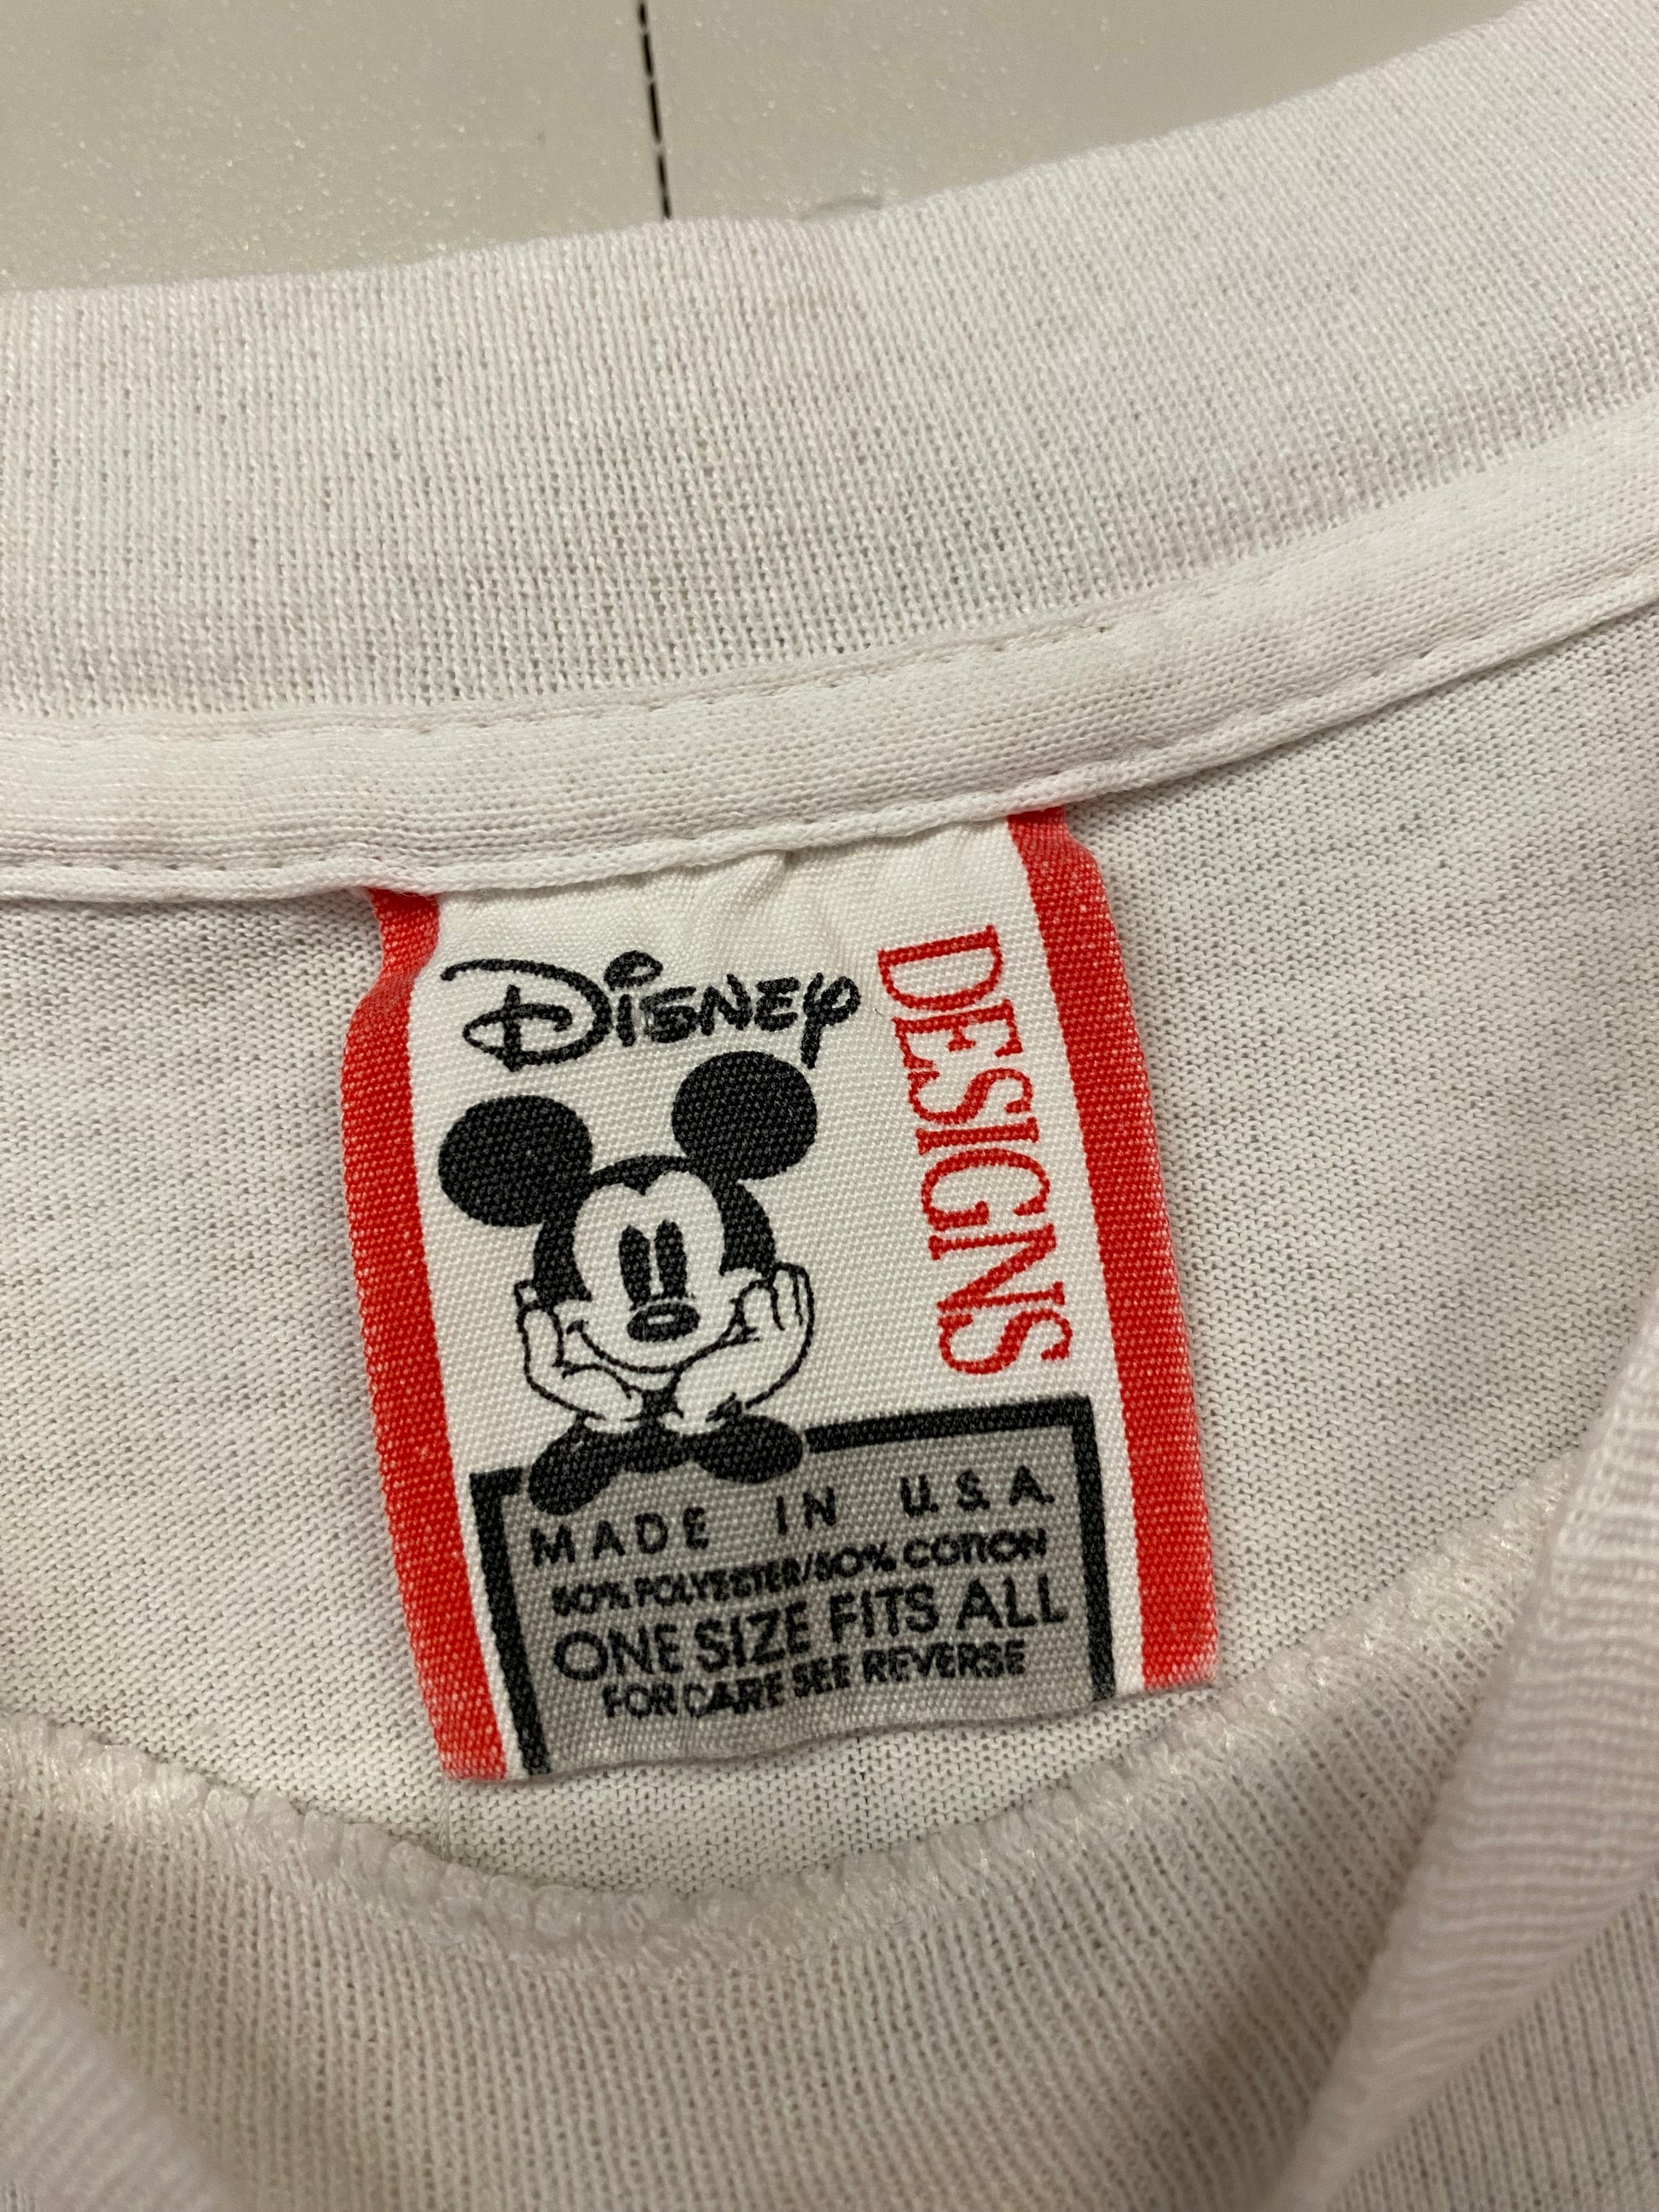 Disney
DESIGNS
MADE IN U.S.A.
50% POLYESTER/50% COTTON
ONE SIZE FITS ALL
FOR CARE SEE REVERSE